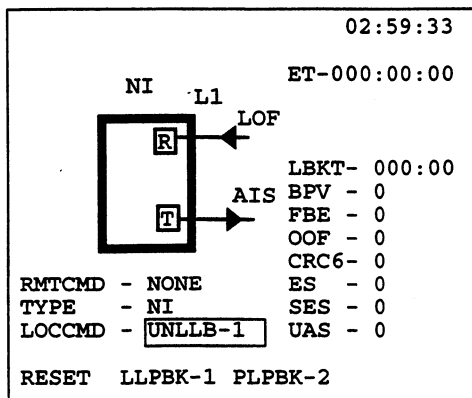 02:59:33
ET-000:00:00
NI
L1
LOF
R
LBKT- 000:00
AIS
BPV - 0
T
FBE - 0
OOF - 0
CRC6- 0
RMTCMD - NONE
ES - 0
TYPE - NI
SES - 0
LOCCMD - UNLLB-1
UAS - 0
RESET LLPBK-1 PLPBK-2